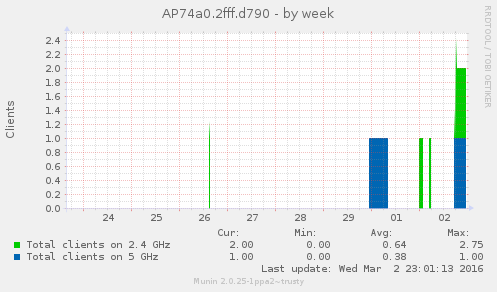 AP74a0.2fff.d790 - by week
RRDTOOL / TOBI OETIKER
Clients
2.4
2.2
2.0
1.8
1.6
1.4
1.2
1.0
0.8
0.6
0.4
0.2
0.0
24 25 26 27 28 29 01 02
Cur: Min: Avg: Max:
Total clients on 2.4 GHz 2.00 0.00 0.64 2.75
Total clients on 5 GHz 1.00 0.00 0.38 1.00
Last update: Wed Mar 2 23:01:13 2016
Munin 2.0.25-1ppa2~trusty